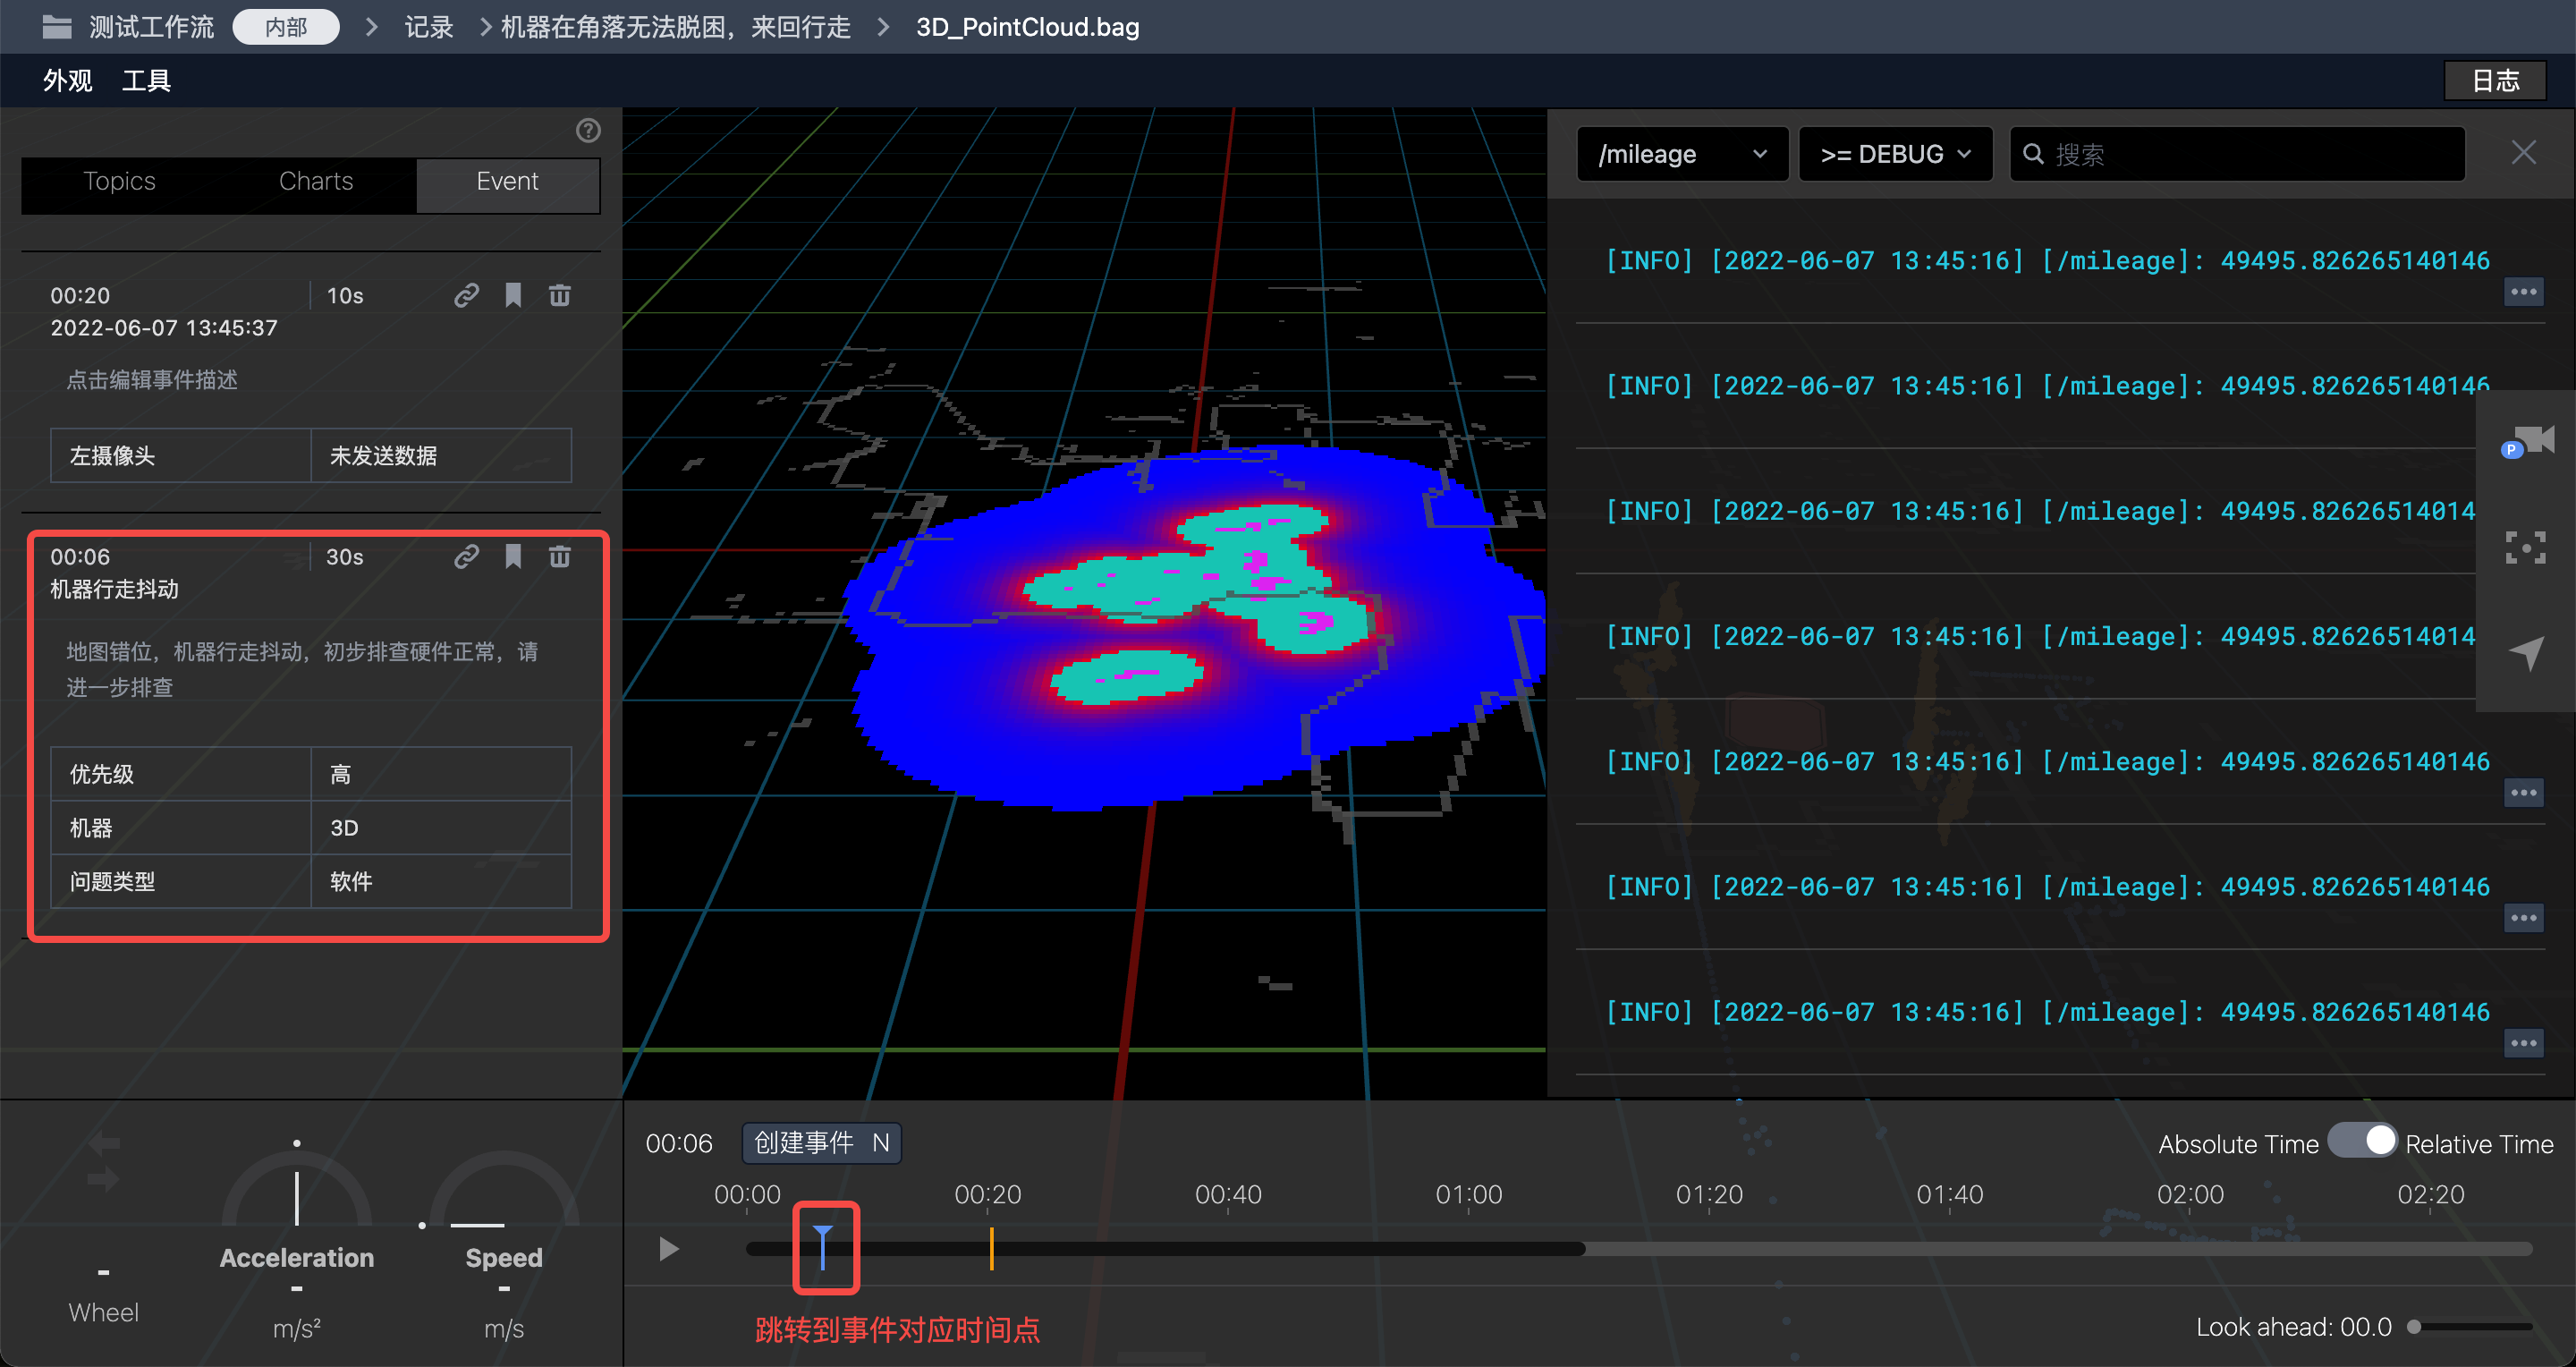 测试工作流 内部 > 记录 > 机器在角落无法脱困，来回行走 > 3D_PointCloud.bag
外观 工具
日志
Topics Charts Event
00:20 10s
2022-06-07 13:45:37
点击编辑事件描述
左摄像头 未发送数据
00:06 30s
机器行走抖动
地图错位，机器行走抖动，初步排查硬件正常，请
进一步排查
优先级 高
机器 3D
问题类型 软件
/mileage >= DEBUG 搜索
[INFO] [2022-06-07 13:45:16] [/mileage]: 49495.826265140146
[INFO] [2022-06-07 13:45:16] [/mileage]: 49495.826265140146
[INFO] [2022-06-07 13:45:16] [/mileage]: 49495.82626514014
[INFO] [2022-06-07 13:45:16] [/mileage]: 49495.82626514014
[INFO] [2022-06-07 13:45:16] [/mileage]: 49495.826265140146
[INFO] [2022-06-07 13:45:16] [/mileage]: 49495.826265140146
[INFO] [2022-06-07 13:45:16] [/mileage]: 49495.826265140146
P
Acceleration
-
m/s²
Speed
-
m/s
-
Wheel
00:06 创建事件 N
Absolute Time Relative Time
00:00 00:20 00:40 01:00 01:20 01:40 02:00 02:20
跳转到事件对应时间点
Look ahead: 00.0